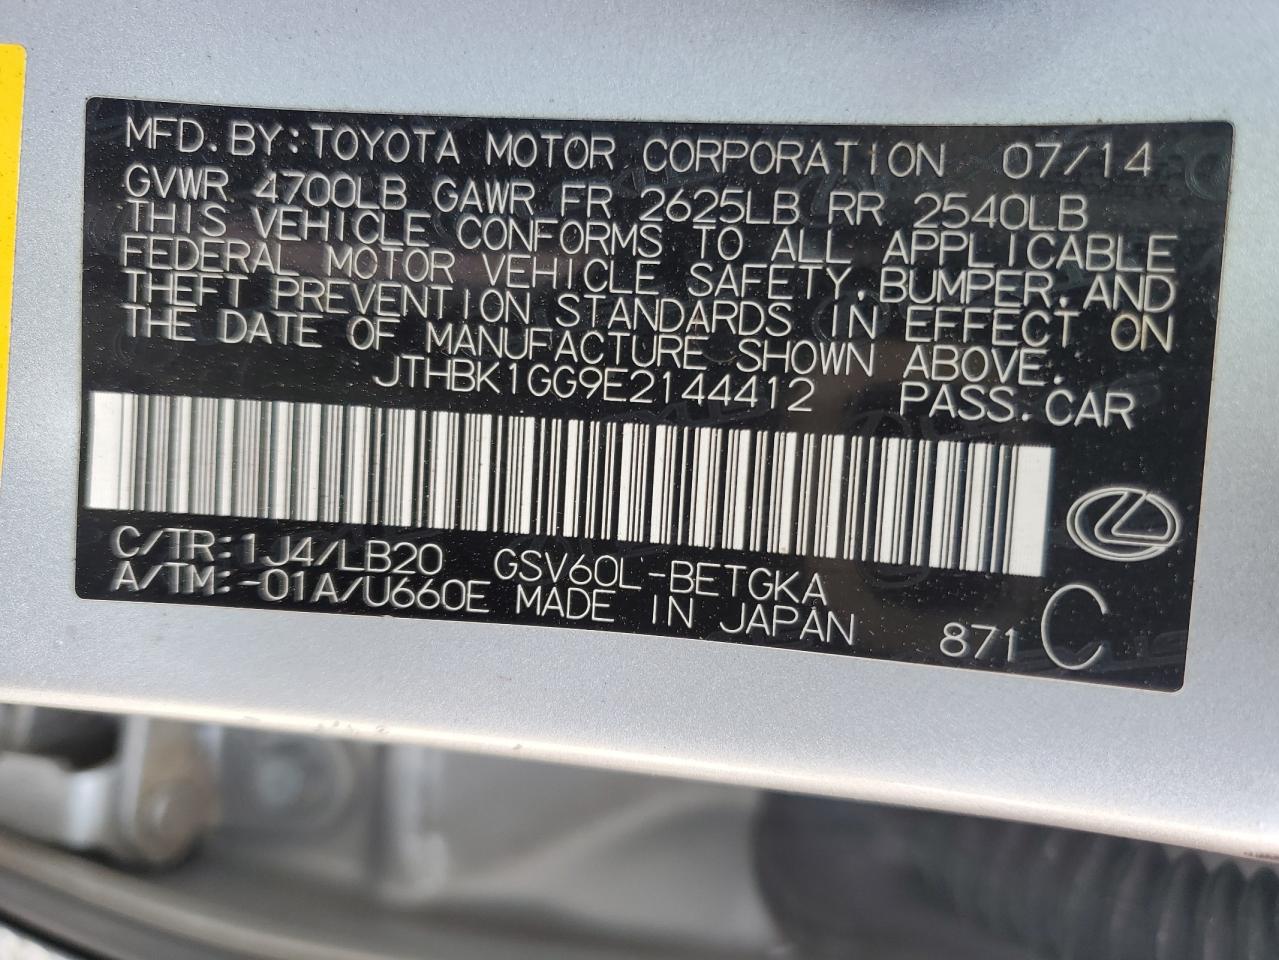 MFD. BY: TOYOTA MOTOR CORPORATION 07/14
GVWR 4700LB GAWR FR 2625LB RR 2540LB
THIS VEHICLE CONFORMS TO ALL APPLICABLE
FEDERAL MOTOR VEHICLE SAFETY, BUMPER, AND
THEFT PREVENTION STANDARDS IN EFFECT ON
THE DATE OF MANUFACTURE SHOWN ABOVE.
JTHBK1GG9E2144412 PASS. CAR
C/TR: 1J4/LB20 GSV60L-BETGKA
A/TM: -01A/U660E MADE IN JAPAN 871 C